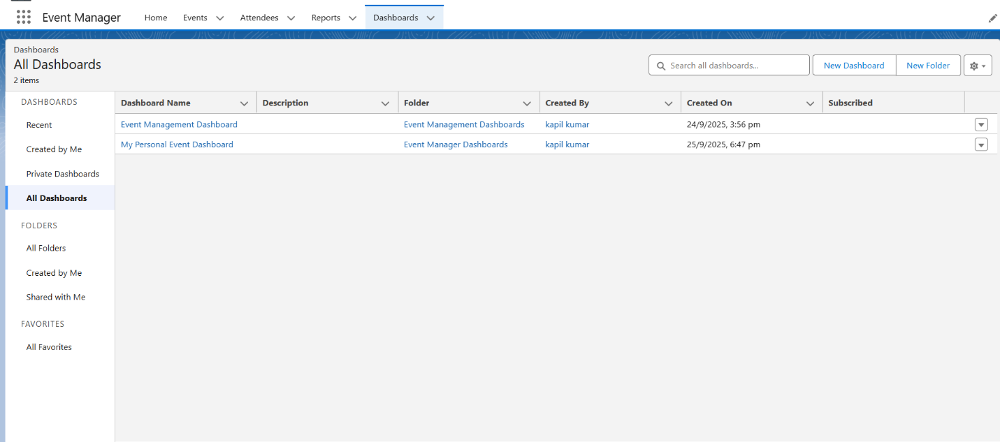 Event Manager Home Events Attendees Reports Dashboards
Dashboards
All Dashboards
2 items
Search all dashboards...
New Dashboard New Folder
DASHBOARDS
Recent
Created by Me
Private Dashboards
All Dashboards
FOLDERS
All Folders
Created by Me
Shared with Me
FAVORITES
All Favorites
Dashboard Name Description Folder Created By Created On Subscribed
Event Management Dashboard Event Management Dashboards kapil kumar 24/9/2025, 3:56 pm
My Personal Event Dashboard Event Manager Dashboards kapil kumar 25/9/2025, 6:47 pm